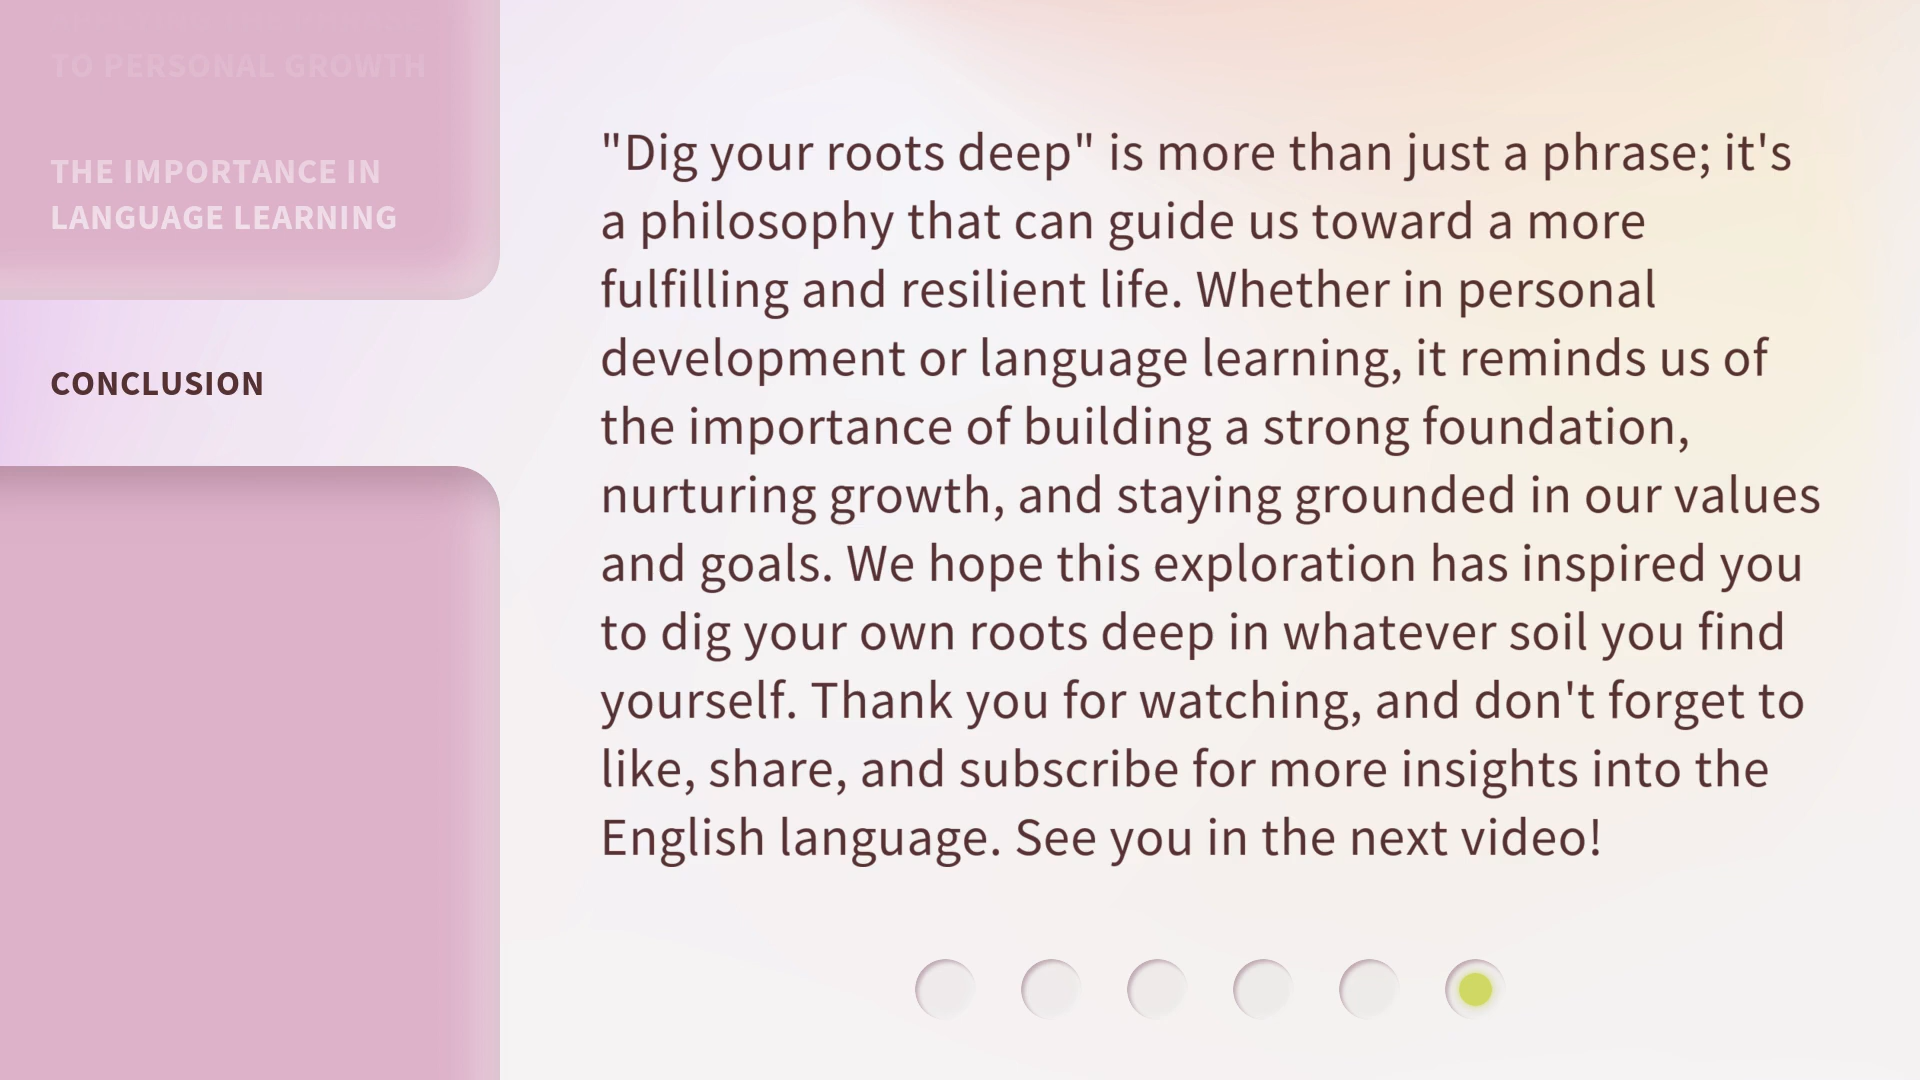 TO PERSONAL GROWTH
THE IMPORTANCE IN
LANGUAGE LEARNING
CONCLUSION
"Dig your roots deep" is more than just a phrase; it's
a philosophy that can guide us toward a more
fulfilling and resilient life. Whether in personal
development or language learning, it reminds us of
the importance of building a strong foundation,
nurturing growth, and staying grounded in our values
and goals. We hope this exploration has inspired you
to dig your own roots deep in whatever soil you find
yourself. Thank you for watching, and don't forget to
like, share, and subscribe for more insights into the
English language. See you in the next video!